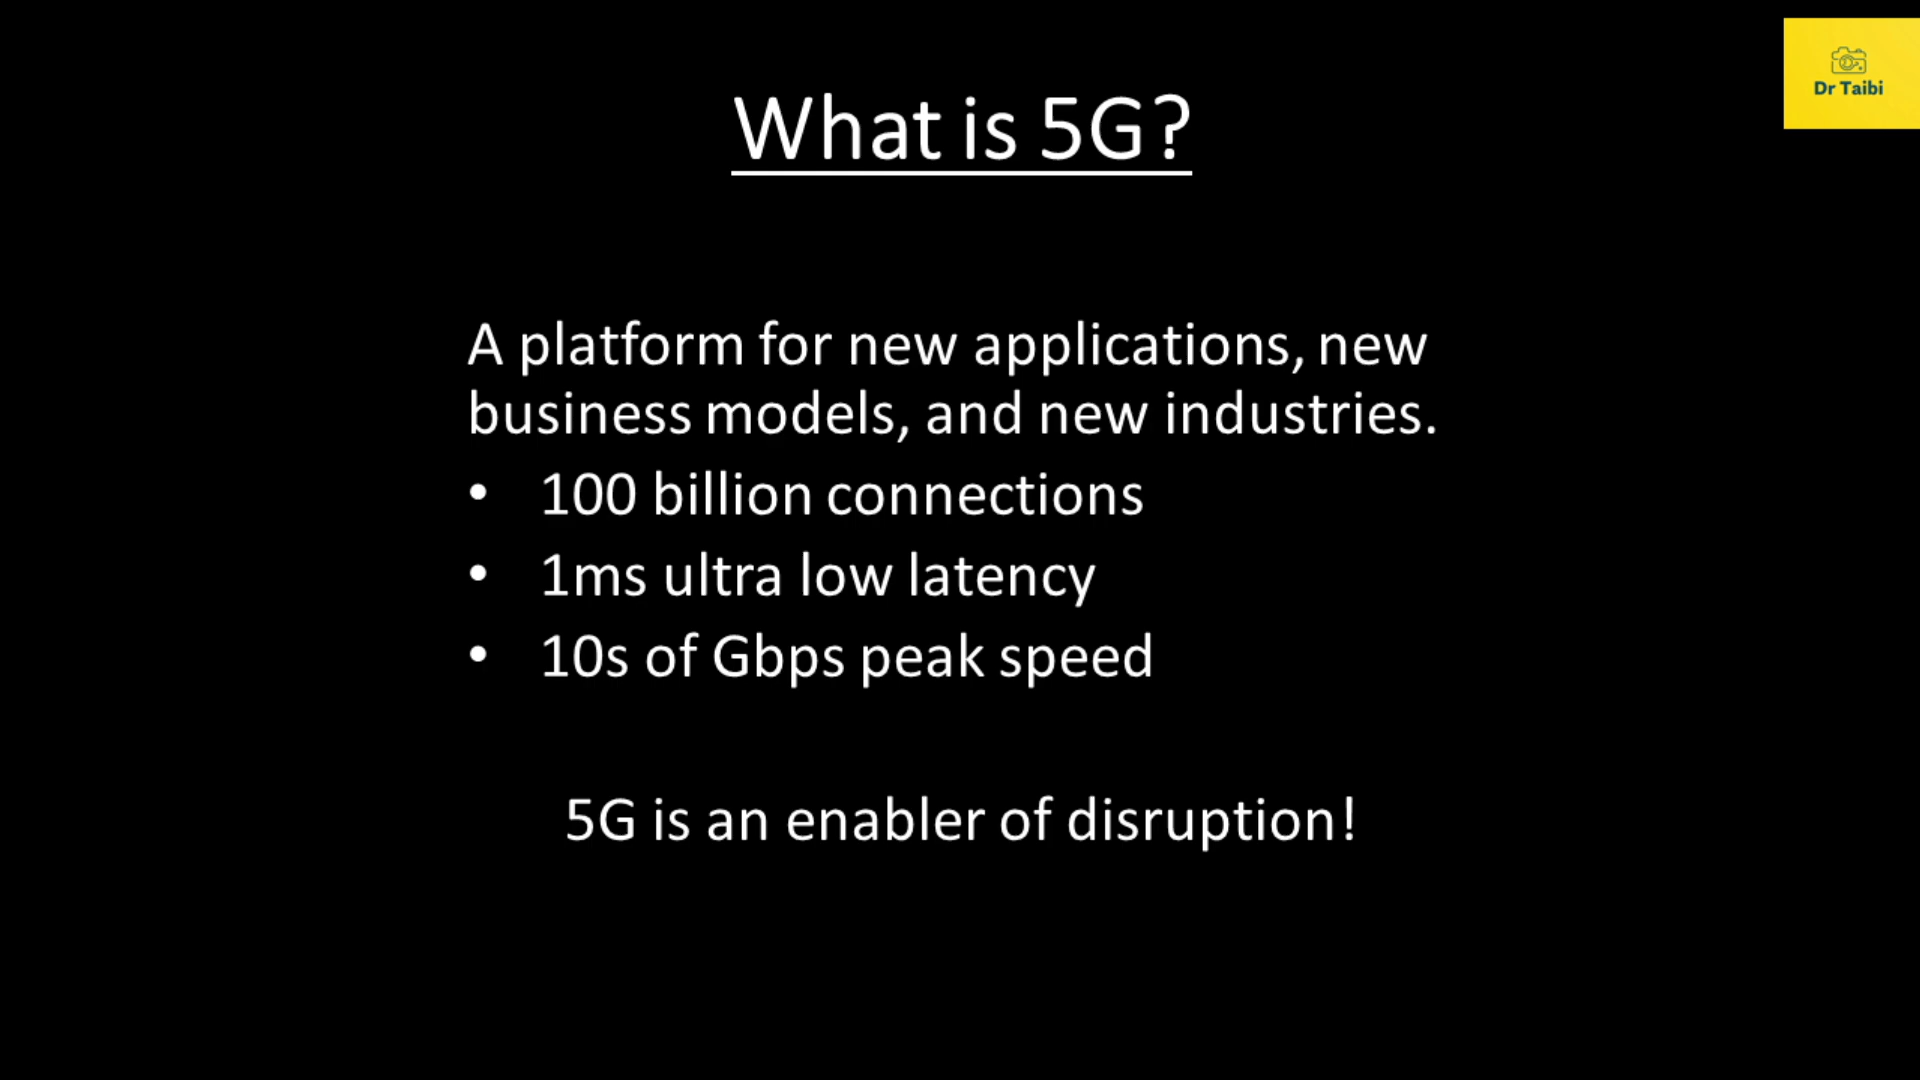 Dr Taibi
What is 5G?
A platform for new applications, new
business models, and new industries.
• 100 billion connections
• 1ms ultra low latency
• 10s of Gbps peak speed
5G is an enabler of disruption!